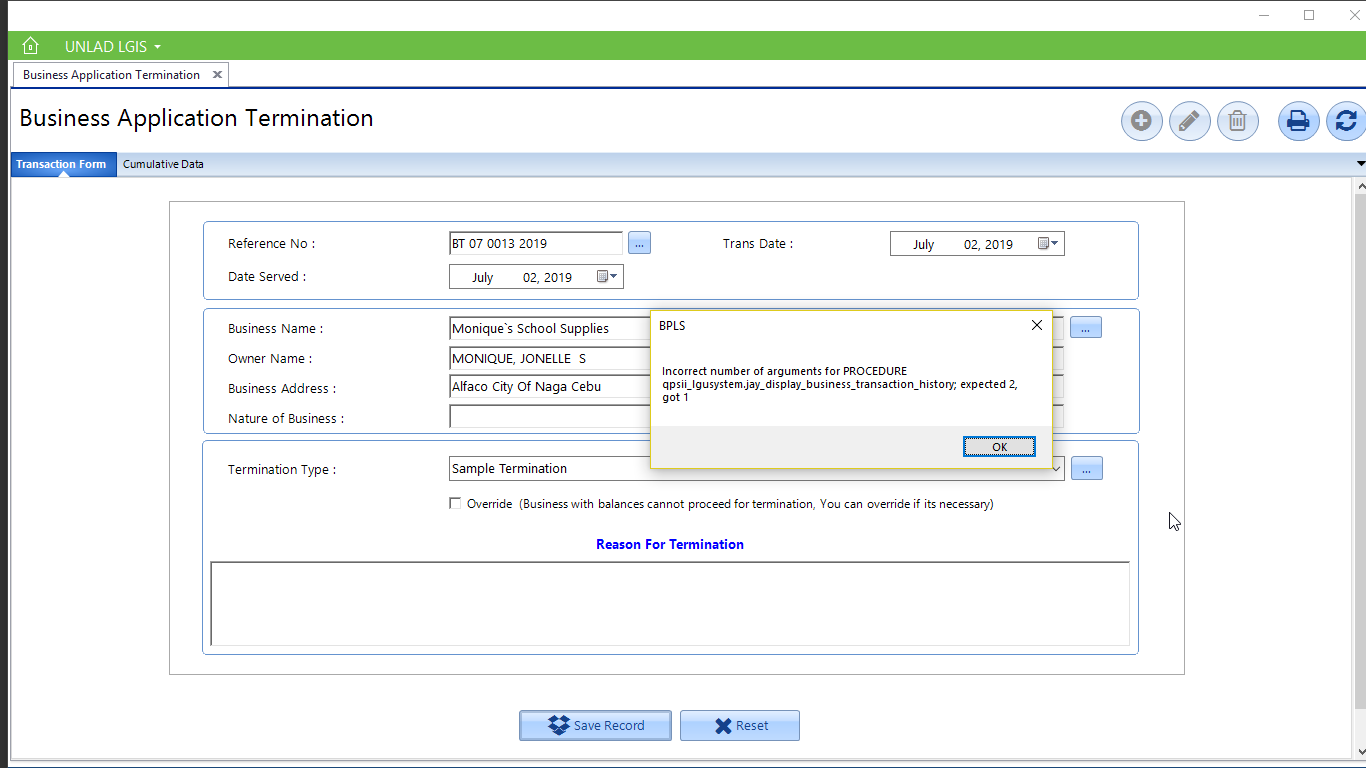 UNLAD LGIS
Business Application Termination
Business Application Termination
Transaction Form
Cumulative Data
Reference No :
BT 07 0013 2019
...
Trans Date :
July 02, 2019
Date Served :
July 02, 2019
Business Name :
Monique`s School Supplies
...
Owner Name :
MONIQUE, JONELLE S
Business Address :
Alfaco City Of Naga Cebu
Nature of Business :
BPLS
Incorrect number of arguments for PROCEDURE
qpsii_lgusystem.jay_display_business_transaction_history; expected 2,
got 1
OK
Termination Type :
Sample Termination
...
Override (Business with balances cannot proceed for termination, You can override if its necessary)
Reason For Termination
Save Record
Reset